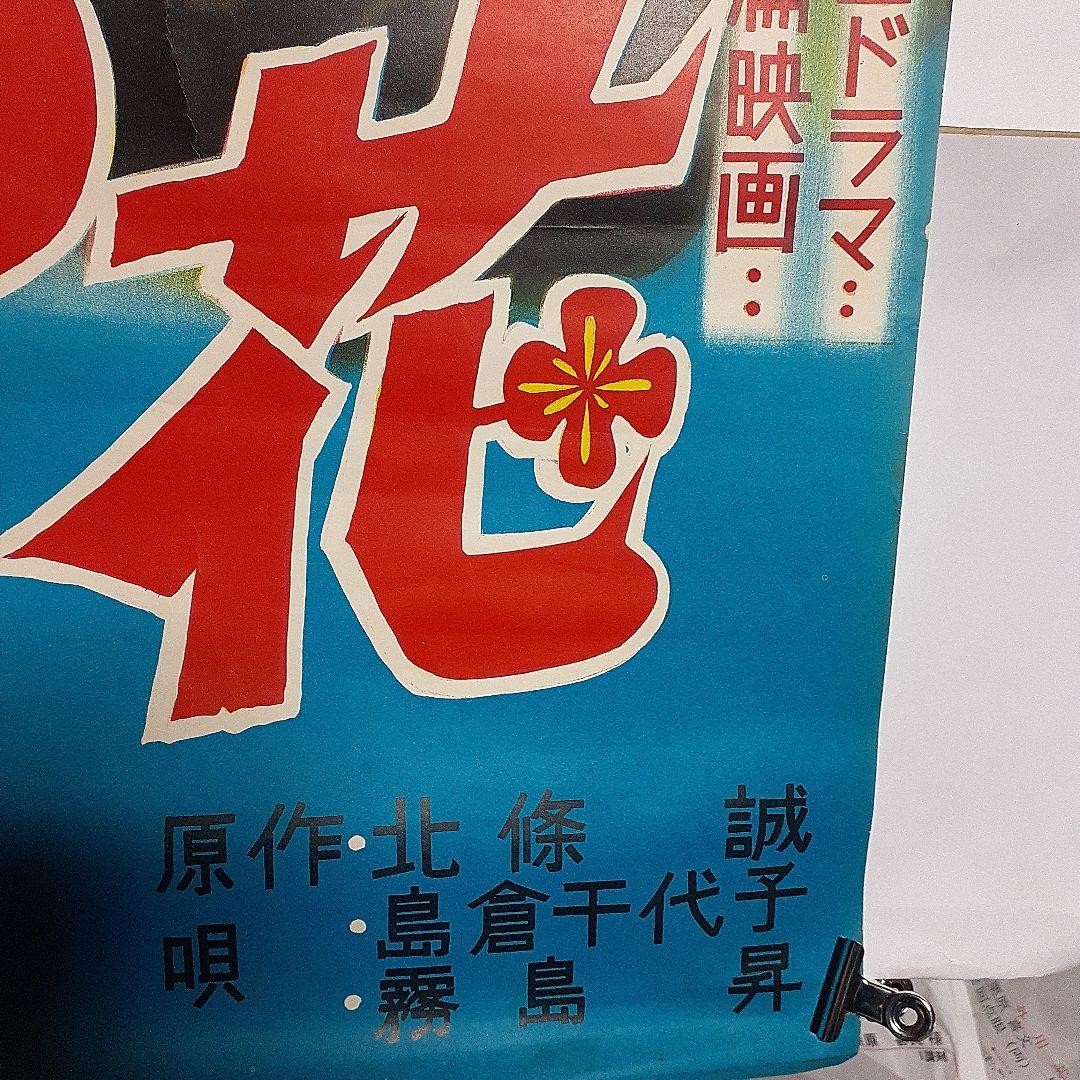 ドラマ‥
映画‥
花
原作・北條 誠
唄・島倉千代子
・霧島 昇